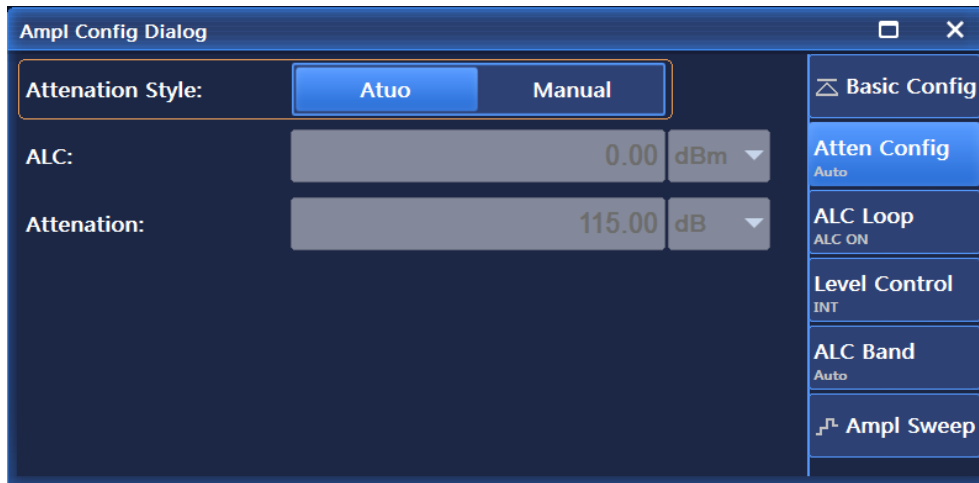 Ampl Config Dialog
Attenation Style:
Atuo
Manual
ALC:
0.00
dBm
Attenation:
115.00
dB
Basic Config
Atten Config
Auto
ALC Loop
ALC ON
Level Control
INT
ALC Band
Auto
Ampl Sweep